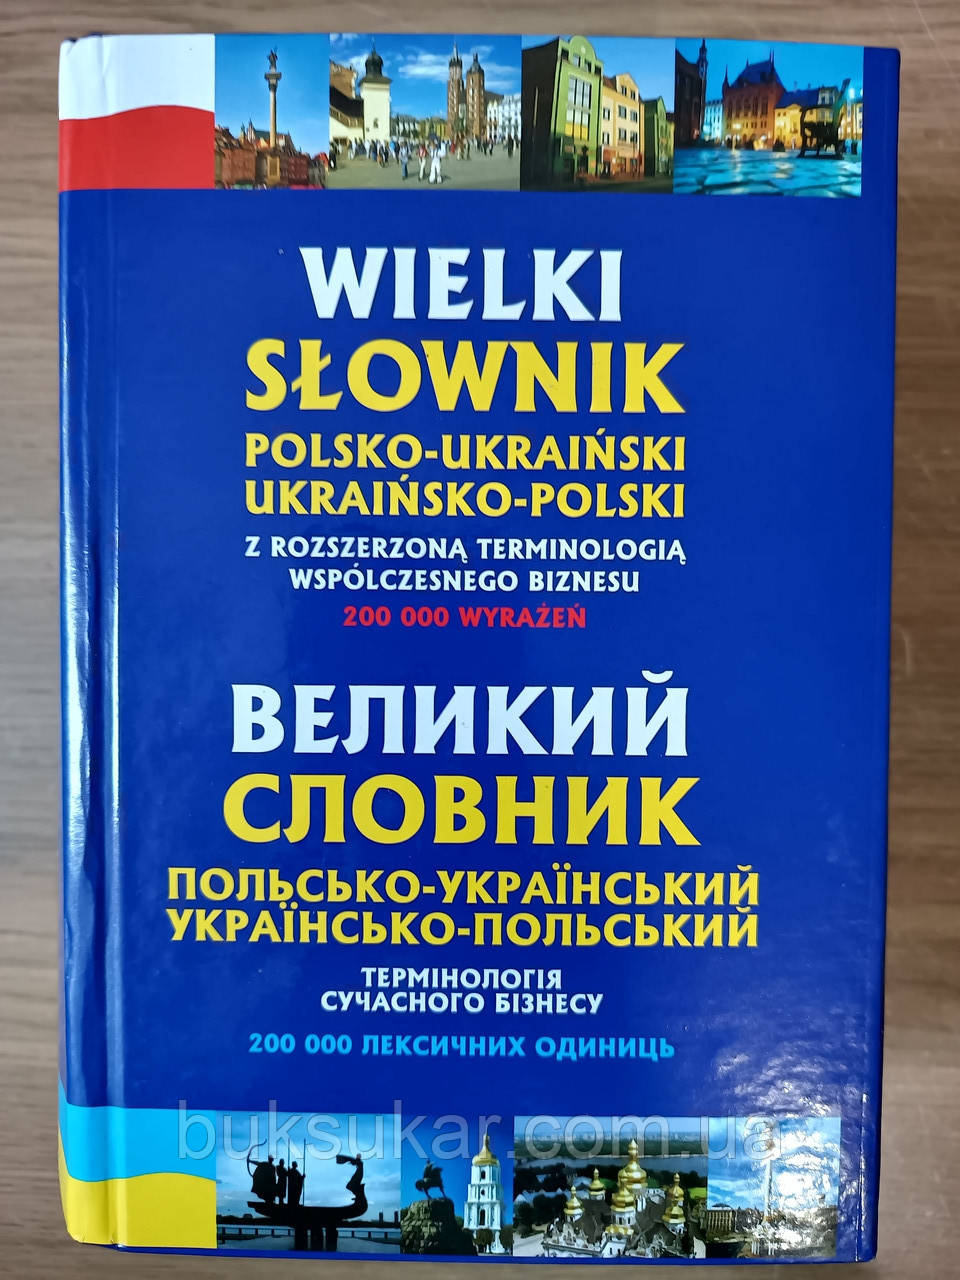 WIELKI
SŁOWNIK
POLSKO-UKRAIŃSKI
UKRAIŃSKO-POLSKI
Z ROZSZERZONĄ TERMINOLOGIĄ
WSPÓLCZESNEGO BIZNESU
200 000 WYRAŻEŃ
ВЕЛИКИЙ
СЛОВНИК
ПОЛЬСЬКО-УКРАЇНСЬКИЙ
УКРАЇНСЬКО-ПОЛЬСЬКИЙ
ТЕРМІНОЛОГІЯ
СУЧАСНОГО БІЗНЕСУ
200 000 ЛЕКСИЧНИХ ОДИНИЦЬ
buksukar.com.ua